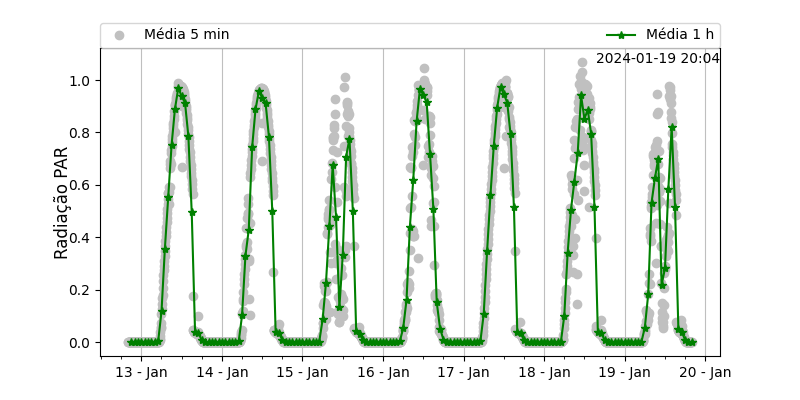 Média 5 min
Média 1 h
2024-01-19 20:04
Radiação PAR
1.0
0.8
0.6
0.4
0.2
0.0
13 - Jan
14 - Jan
15 - Jan
16 - Jan
17 - Jan
18 - Jan
19 - Jan
20 - Jan